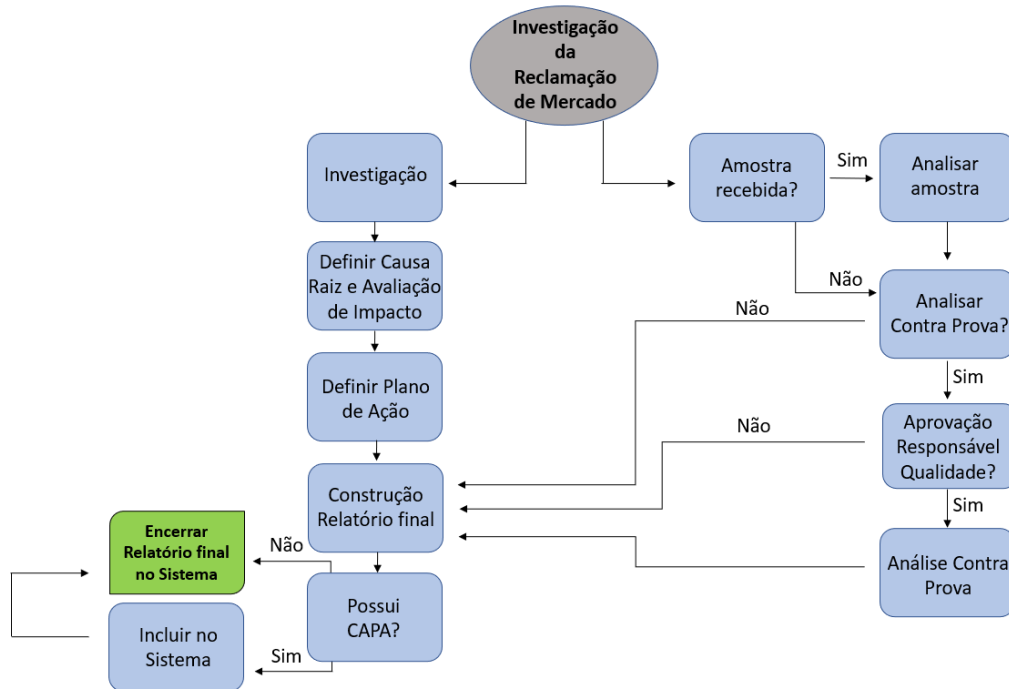 Investigação
da
Reclamação
de Mercado
Investigação
Amostra
recebida?
Sim
Analisar
amostra
Definir Causa
Raiz e Avaliação
de Impacto
Não
Analisar
Contra Prova?
Não
Sim
Definir Plano
de Ação
Não
Aprovação
Responsável
Qualidade?
Sim
Construção
Relatório final
Análise Contra
Prova
Encerrar
Relatório final
no Sistema
Não
Possui
CAPA?
Sim
Incluir no
Sistema